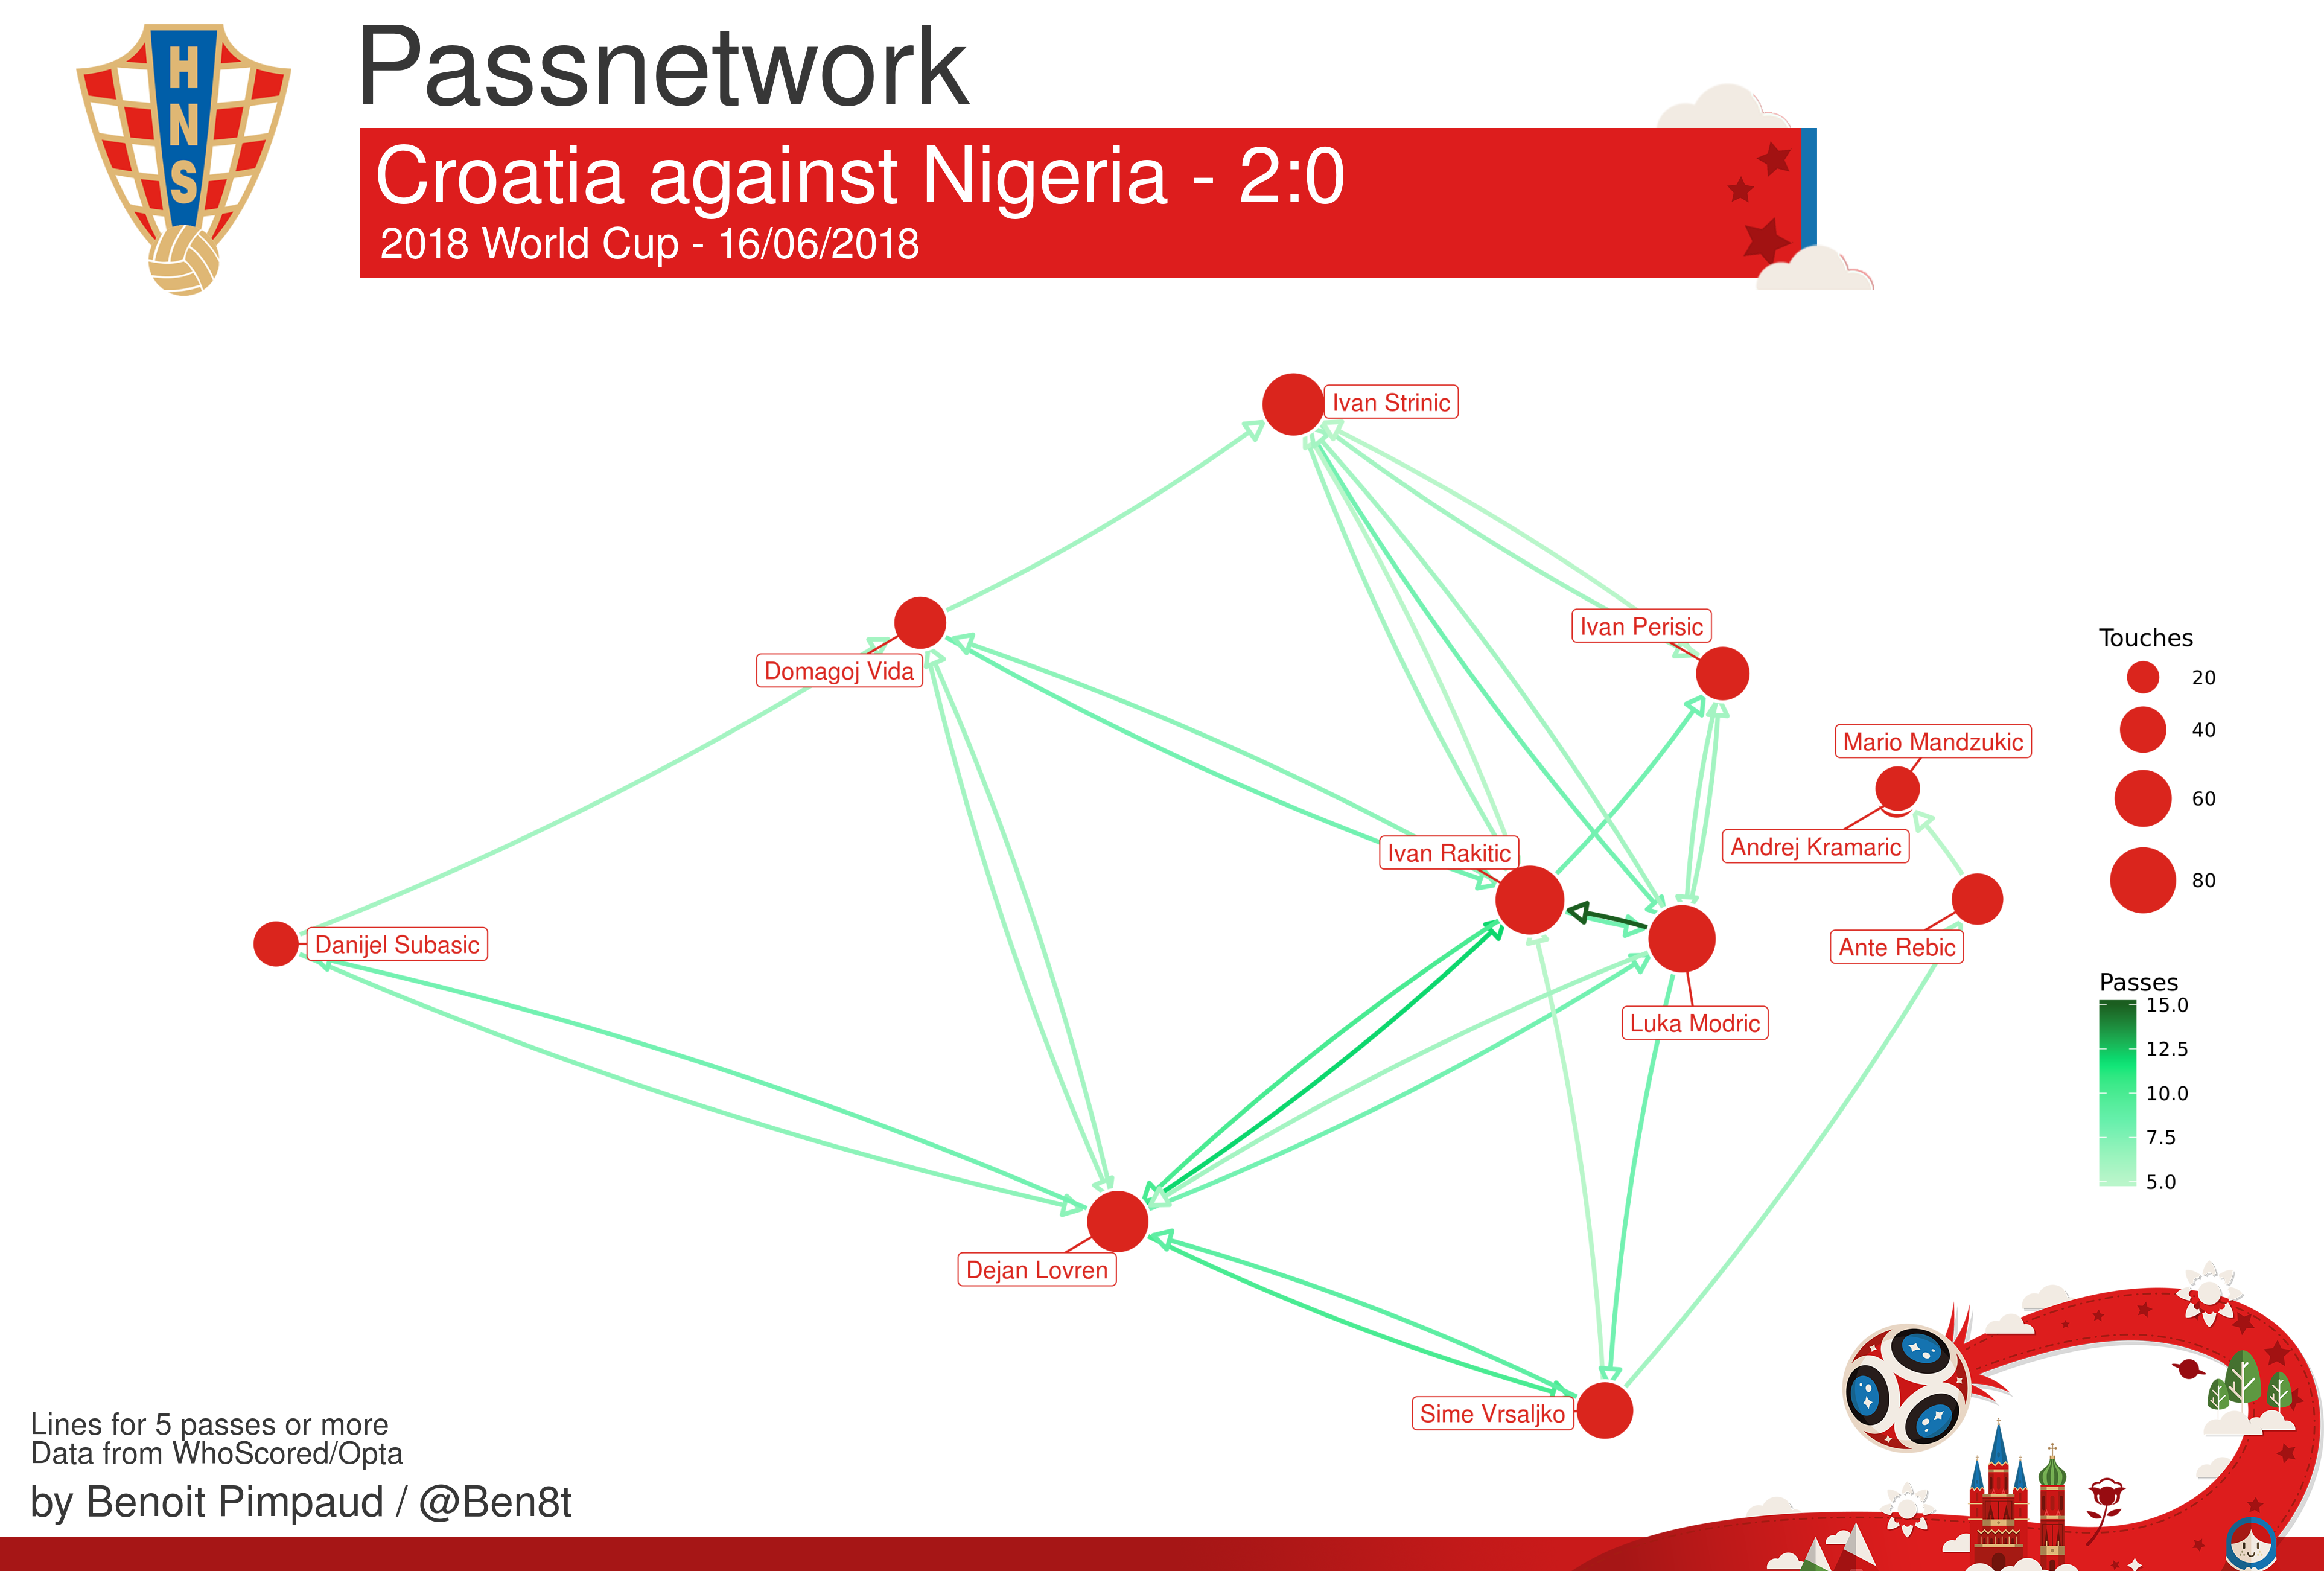 H
N
S
Passnetwork
Croatia against Nigeria - 2:0
2018 World Cup - 16/06/2018
Ivan Strinic
Ivan Perisic
Domagoj Vida
Mario Mandzukic
Andrej Kramaric
Ivan Rakitic
Danijel Subasic
Ante Rebic
Luka Modric
Dejan Lovren
Sime Vrsaljko
Touches
20
40
60
80
Passes
15.0
12.5
10.0
7.5
5.0
Lines for 5 passes or more
Data from WhoScored/Opta
by Benoit Pimpaud / @Ben8t